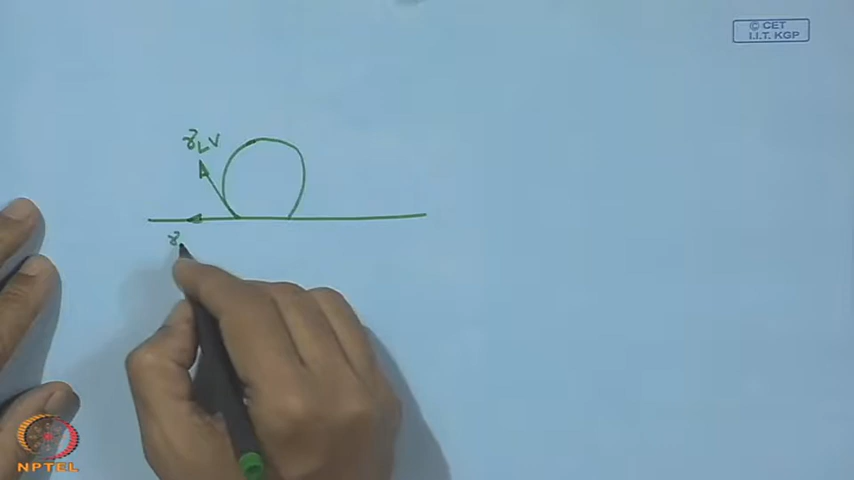 © CET
I.I.T. KGP
γLV
γ
NPTEL